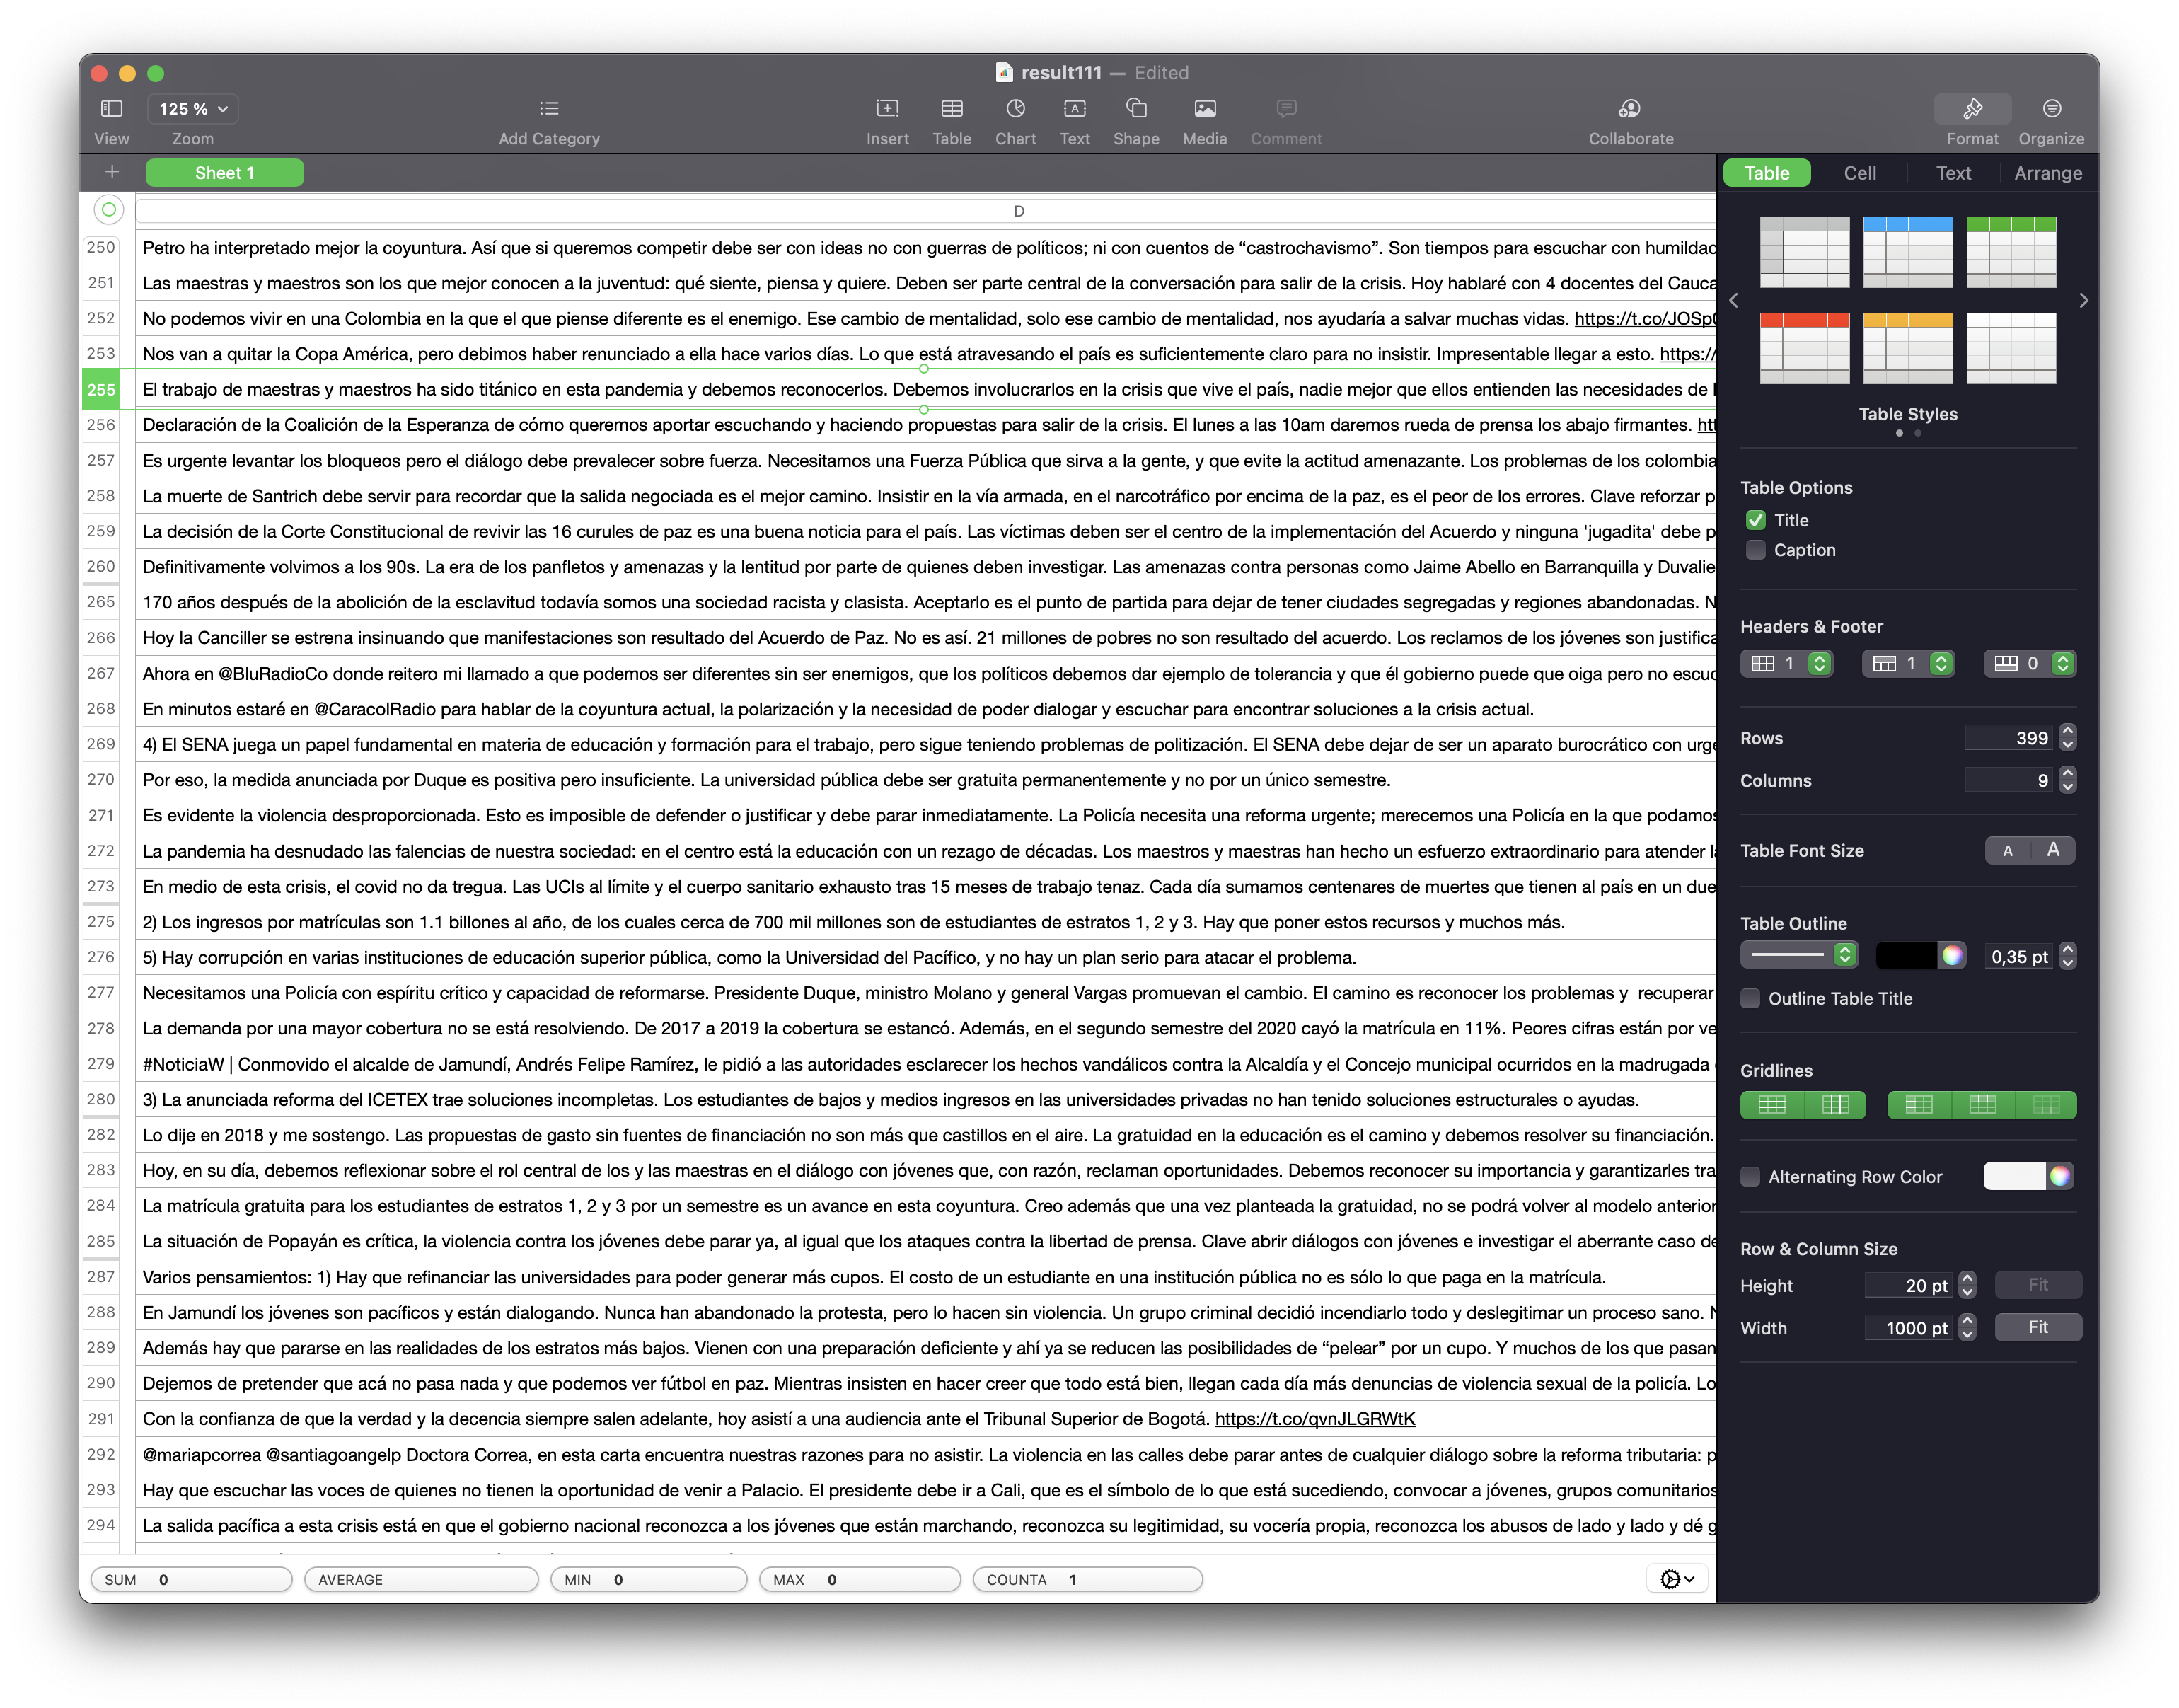 result111 — Edited
125 %
View
Zoom
Add Category
Insert
Table
Chart
Text
Shape
Media
Comment
Collaborate
Format
Organize
+
Sheet 1
Table
Cell
Text
Arrange
D
250 Petro ha interpretado mejor la coyuntura. Así que si queremos competir debe ser con ideas no con guerras de políticos; ni con cuentos de “castrochavismo”. Son tiempos para escuchar con humildad
251 Las maestras y maestros son los que mejor conocen a la juventud: qué siente, piensa y quiere. Deben ser parte central de la conversación para salir de la crisis. Hoy hablaré con 4 docentes del Cauca
252 No podemos vivir en una Colombia en la que el que piense diferente es el enemigo. Ese cambio de mentalidad, solo ese cambio de mentalidad, nos ayudaría a salvar muchas vidas. https://t.co/JOSp
253 Nos van a quitar la Copa América, pero debimos haber renunciado a ella hace varios días. Lo que está atravesando el país es suficientemente claro para no insistir. Impresentable llegar a esto. https://
255 El trabajo de maestras y maestros ha sido titánico en esta pandemia y debemos reconocerlos. Debemos involucrarlos en la crisis que vive el país, nadie mejor que ellos entienden las necesidades de
256 Declaración de la Coalición de la Esperanza de cómo queremos aportar escuchando y haciendo propuestas para salir de la crisis. El lunes a las 10am daremos rueda de prensa los abajo firmantes. htt
257 Es urgente levantar los bloqueos pero el diálogo debe prevalecer sobre fuerza. Necesitamos una Fuerza Pública que sirva a la gente, y que evite la actitud amenazante. Los problemas de los colombia
258 La muerte de Santrich debe servir para recordar que la salida negociada es el mejor camino. Insistir en la vía armada, en el narcotráfico por encima de la paz, es el peor de los errores. Clave reforzar p
259 La decisión de la Corte Constitucional de revivir las 16 curules de paz es una buena noticia para el país. Las víctimas deben ser el centro de la implementación del Acuerdo y ninguna 'jugadita' debe p
260 Definitivamente volvimos a los 90s. La era de los panfletos y amenazas y la lentitud por parte de quienes deben investigar. Las amenazas contra personas como Jaime Abello en Barranquilla y Duvalie
265 170 años después de la abolición de la esclavitud todavía somos una sociedad racista y clasista. Aceptarlo es el punto de partida para dejar de tener ciudades segregadas y regiones abandonadas. N
266 Hoy la Canciller se estrena insinuando que manifestaciones son resultado del Acuerdo de Paz. No es así. 21 millones de pobres no son resultado del acuerdo. Los reclamos de los jóvenes son justifica
267 Ahora en @BluRadioCo donde reitero mi llamado a que podemos ser diferentes sin ser enemigos, que los políticos debemos dar ejemplo de tolerancia y que él gobierno puede que oiga pero no escuc
268 En minutos estaré en @CaracolRadio para hablar de la coyuntura actual, la polarización y la necesidad de poder dialogar y escuchar para encontrar soluciones a la crisis actual.
269 4) El SENA juega un papel fundamental en materia de educación y formación para el trabajo, pero sigue teniendo problemas de politización. El SENA debe dejar de ser un aparato burocrático con urge
270 Por eso, la medida anunciada por Duque es positiva pero insuficiente. La universidad pública debe ser gratuita permanentemente y no por un único semestre.
271 Es evidente la violencia desproporcionada. Esto es imposible de defender o justificar y debe parar inmediatamente. La Policía necesita una reforma urgente; merecemos una Policía en la que podamos
272 La pandemia ha desnudado las falencias de nuestra sociedad: en el centro está la educación con un rezago de décadas. Los maestros y maestras han hecho un esfuerzo extraordinario para atender la
273 En medio de esta crisis, el covid no da tregua. Las UCIs al límite y el cuerpo sanitario exhausto tras 15 meses de trabajo tenaz. Cada día sumamos centenares de muertes que tienen al país en un due
275 2) Los ingresos por matrículas son 1.1 billones al año, de los cuales cerca de 700 mil millones son de estudiantes de estratos 1, 2 y 3. Hay que poner estos recursos y muchos más.
276 5) Hay corrupción en varias instituciones de educación superior pública, como la Universidad del Pacífico, y no hay un plan serio para atacar el problema.
277 Necesitamos una Policía con espíritu crítico y capacidad de reformarse. Presidente Duque, ministro Molano y general Vargas promuevan el cambio. El camino es reconocer los problemas y  recuperar
278 La demanda por una mayor cobertura no se está resolviendo. De 2017 a 2019 la cobertura se estancó. Además, en el segundo semestre del 2020 cayó la matrícula en 11%. Peores cifras están por ve
279 #NoticiaW | Conmovido el alcalde de Jamundí, Andrés Felipe Ramírez, le pidió a las autoridades esclarecer los hechos vandálicos contra la Alcaldía y el Concejo municipal ocurridos en la madrugada
280 3) La anunciada reforma del ICETEX trae soluciones incompletas. Los estudiantes de bajos y medios ingresos en las universidades privadas no han tenido soluciones estructurales o ayudas.
282 Lo dije en 2018 y me sostengo. Las propuestas de gasto sin fuentes de financiación no son más que castillos en el aire. La gratuidad en la educación es el camino y debemos resolver su financiación.
283 Hoy, en su día, debemos reflexionar sobre el rol central de los y las maestras en el diálogo con jóvenes que, con razón, reclaman oportunidades. Debemos reconocer su importancia y garantizarles tra
284 La matrícula gratuita para los estudiantes de estratos 1, 2 y 3 por un semestre es un avance en esta coyuntura. Creo además que una vez planteada la gratuidad, no se podrá volver al modelo anterior
285 La situación de Popayán es crítica, la violencia contra los jóvenes debe parar ya, al igual que los ataques contra la libertad de prensa. Clave abrir diálogos con jóvenes e investigar el aberrante caso de
287 Varios pensamientos: 1) Hay que refinanciar las universidades para poder generar más cupos. El costo de un estudiante en una institución pública no es sólo lo que paga en la matrícula.
288 En Jamundí los jóvenes son pacíficos y están dialogando. Nunca han abandonado la protesta, pero lo hacen sin violencia. Un grupo criminal decidió incendiarlo todo y deslegitimar un proceso sano. N
289 Además hay que pararse en las realidades de los estratos más bajos. Vienen con una preparación deficiente y ahí ya se reducen las posibilidades de “pelear” por un cupo. Y muchos de los que pasan
290 Dejemos de pretender que acá no pasa nada y que podemos ver fútbol en paz. Mientras insisten en hacer creer que todo está bien, llegan cada día más denuncias de violencia sexual de la policía. Lo
291 Con la confianza de que la verdad y la decencia siempre salen adelante, hoy asistí a una audiencia ante el Tribunal Superior de Bogotá. https://t.co/qvnJLGRWtK
292 @mariapcorrea @santiagoangelp Doctora Correa, en esta carta encuentra nuestras razones para no asistir. La violencia en las calles debe parar antes de cualquier diálogo sobre la reforma tributaria: p
293 Hay que escuchar las voces de quienes no tienen la oportunidad de venir a Palacio. El presidente debe ir a Cali, que es el símbolo de lo que está sucediendo, convocar a jóvenes, grupos comunitarios
294 La salida pacífica a esta crisis está en que el gobierno nacional reconozca a los jóvenes que están marchando, reconozca su legitimidad, su vocería propia, reconozca los abusos de lado y lado y dé g
SUM 0
AVERAGE
MIN 0
MAX 0
COUNTA 1
Table Styles
Table Options
Title
Caption
Headers & Footer
1
1
0
Rows 399
Columns 9
Table Font Size A A
Table Outline
0,35 pt
Outline Table Title
Gridlines
Alternating Row Color
Row & Column Size
Height 20 pt Fit
Width 1000 pt Fit